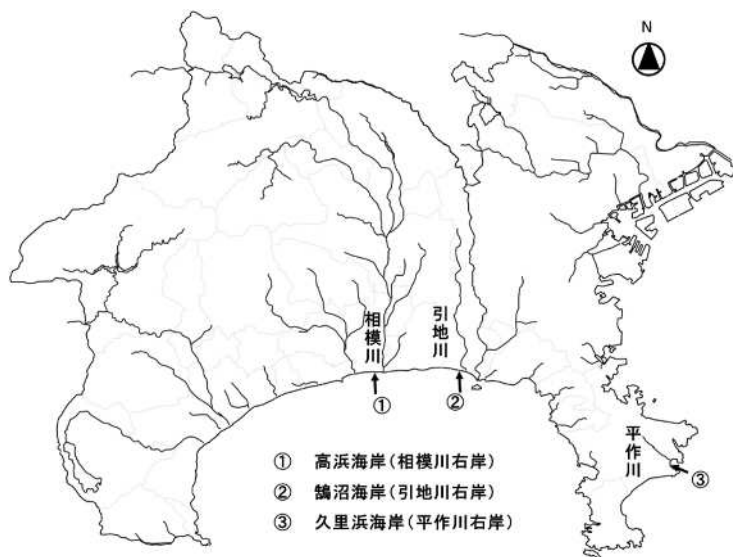 N
相模川
引地川
①
②
平作川
③
① 高浜海岸(相模川右岸)
② 鵠沼海岸(引地川右岸)
③ 久里浜海岸(平作川右岸)